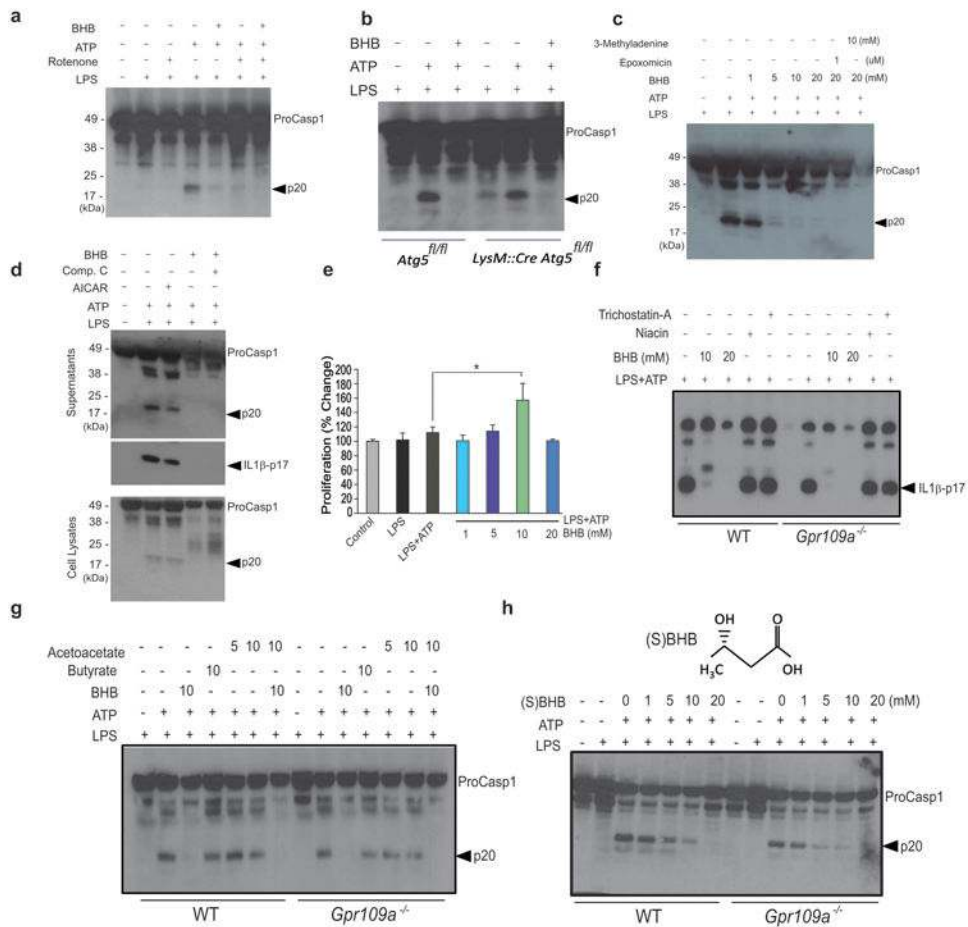 a
BHB - - - - + - +
ATP - - - + + + +
Rotenone - - + - - + +
LPS - + + + + + +
49 -
38 -
25 -
17 -
(kDa)
ProCasp1
p20
b
BHB - - + - - +
ATP - + + - + +
LPS + + + + + +
ProCasp1
p20
Atg5 fl/fl
LysM::Cre Atg5 fl/fl
c
3-Methyladenine 10 (mM)
Epoxomicin 1 (uM)
BHB - - 1 5 10 20 20 20 (mM)
ATP - + + + + + + +
LPS + + + + + + + +
49 -
38 -
25 -
17 -
(kDa)
ProCasp1
p20
d
BHB - - - + +
Comp. C - - - - +
AICAR - - + - -
ATP - + + + +
LPS - + + + +
Supernatants
49 -
38 -
25 -
17 -
(kDa)
ProCasp1
p20
IL1β-p17
Cell Lysates
49 -
38 -
25 -
17 -
(kDa)
ProCasp1
p20
e
Proliferation (% Change)
200
180
160
140
120
100
80
60
40
20
0
*
Control
LPS
LPS+ATP
1 5 10 20
LPS+ATP
BHB (mM)
f
Trichostatin-A - - - - + - - - - - +
Niacin - - - + - - - - - + -
BHB (mM) - 10 20 - - - - 10 20 - -
LPS+ATP + + + + + - + + + + +
IL1β-p17
WT
Gpr109a -/-
g
Acetoacetate - - - - 5 10 10 - - - - 5 10 10
Butyrate - - - 10 - - - - - - 10 - - -
BHB - - 10 - - - 10 - - 10 - - - 10
ATP - + + + + + + - + + + + + +
LPS + + + + + + + + + + + + + +
ProCasp1
p20
WT
Gpr109a -/-
h
(S)BHB
OH
O
H₃C
OH
(S)BHB - - 0 1 5 10 20 - - 0 1 5 10 20 (mM)
ATP - - + + + + + - - + + + + +
LPS - + + + + + + - + + + + + +
ProCasp1
p20
WT
Gpr109a -/-